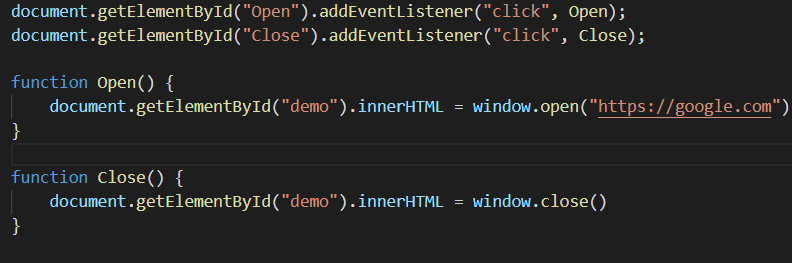 document.getElementById("Open").addEventListener("click", Open);
document.getElementById("Close").addEventListener("click", Close);
function Open() {
document.getElementById("demo").innerHTML = window.open("https://google.com")
}
function Close() {
document.getElementById("demo").innerHTML = window.close()
}